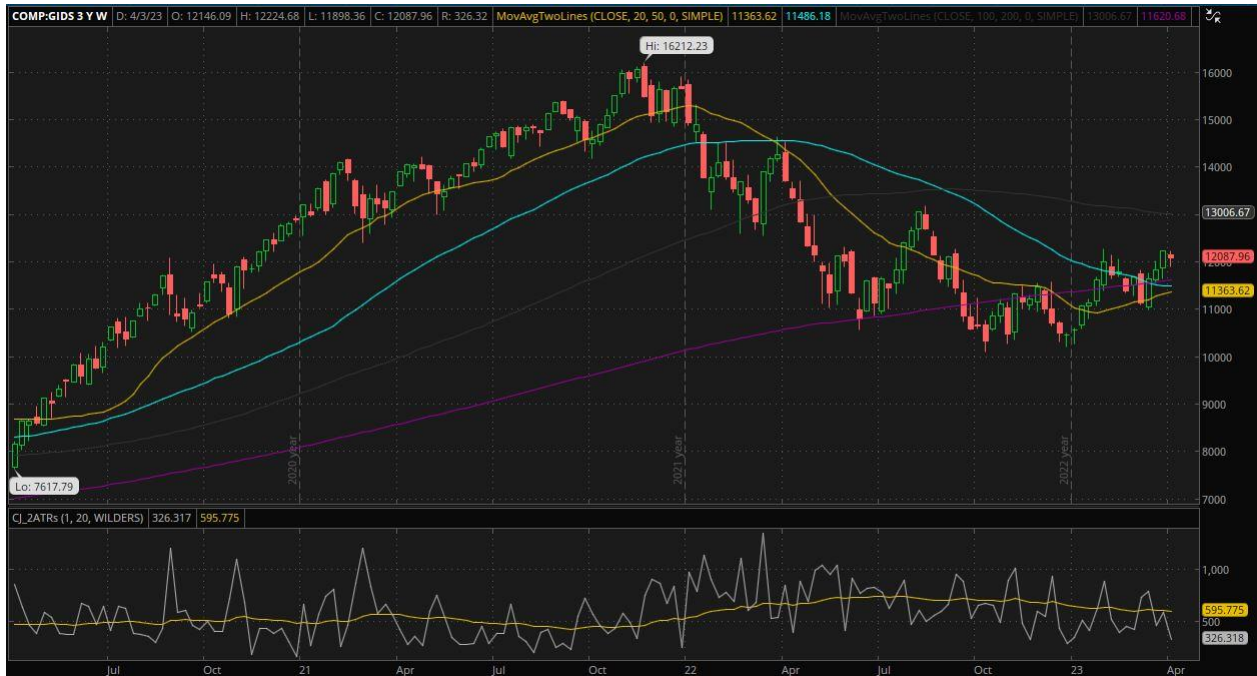 COMP:GIDS 3 Y W D: 4/3/23 O: 12146.09 H: 12224.68 L: 11898.36 C: 12087.96 R: 326.32 MovAvgTwoLines (CLOSE, 20, 50, 0, SIMPLE) 11363.62 11486.18 MovAvgTwoLines (CLOSE, 100, 200, 0, SIMPLE) 13006.67 11620.68
Hi: 16212.23
16000
15000
14000
13006.67
12087.96
12000
11363.62
11000
10000
9000
8000
7000
2020 year
2021 year
2022 year
Lo: 7617.79
CJ_2ATRs (1, 20, WILDERS) 326.317 595.775
1,000
595.775
500
326.318
Jul Oct 21 Apr Jul Oct 22 Apr Jul Oct 23 Apr